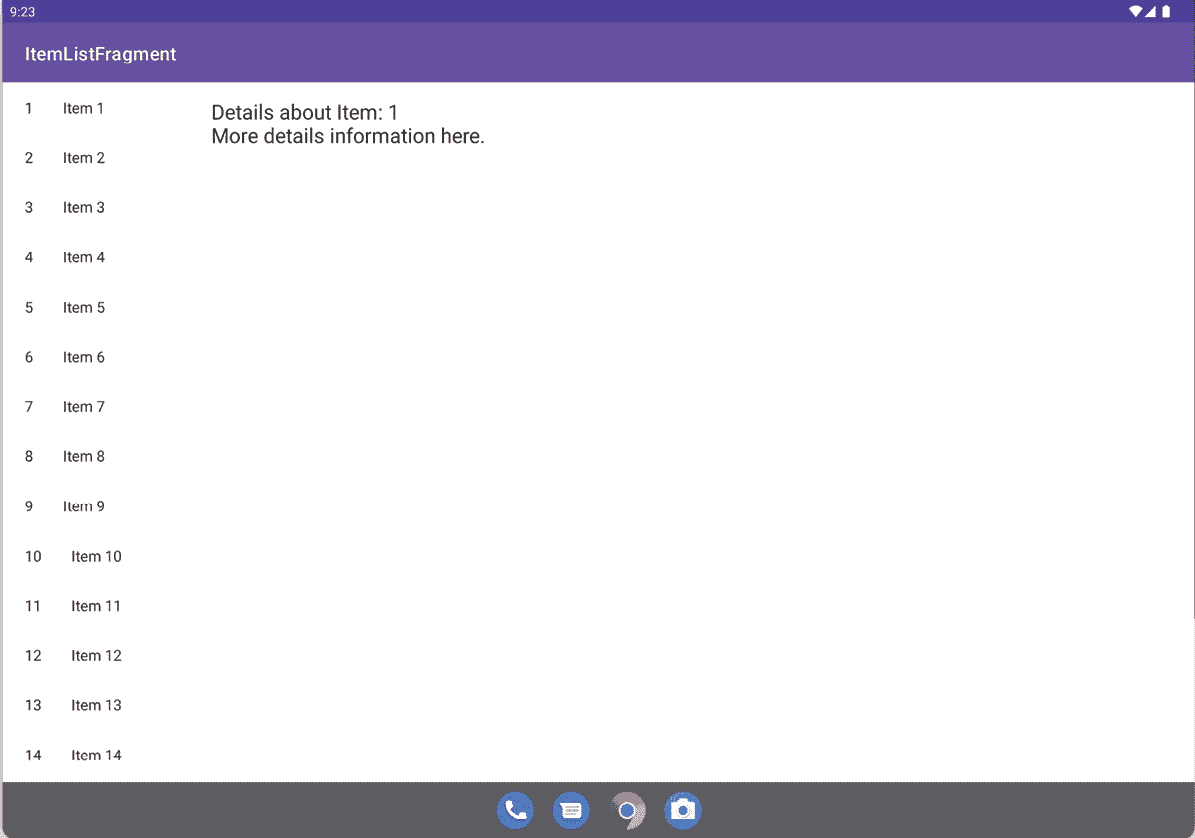 9:23
ItemListFragment
1 Item 1
Details about Item: 1
More details information here.
2 Item 2
3 Item 3
4 Item 4
5 Item 5
6 Item 6
7 Item 7
8 Item 8
9 Item 9
10 Item 10
11 Item 11
12 Item 12
13 Item 13
14 Item 14